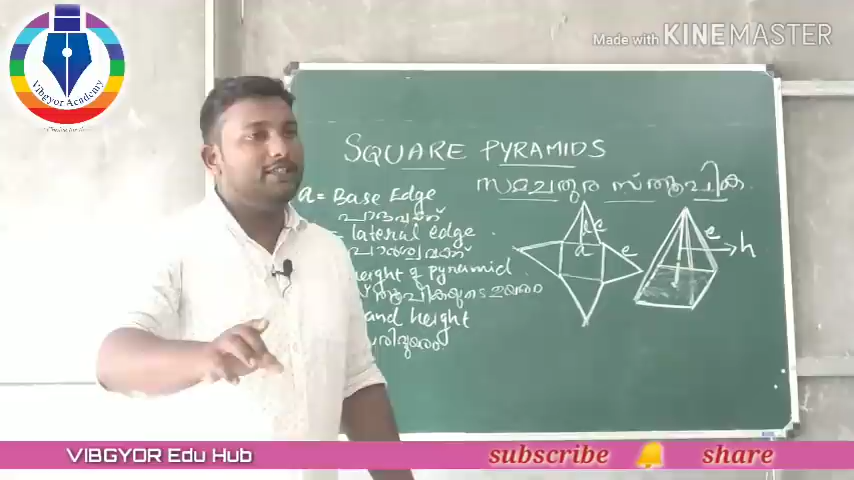 Made with KINEMASTER
Vibgyor Academy
SQUARE PYRAMIDS
സമചതുര സ്തൂപിക
a = Base Edge
പാദവക്ക്
= lateral edge
പാർശ്വവക്ക്
height of pyramid
സ്തൂപികയുടെ ഉയരം
and height
e
a
e
e
h
VIBGYOR Edu Hub
subscribe
share